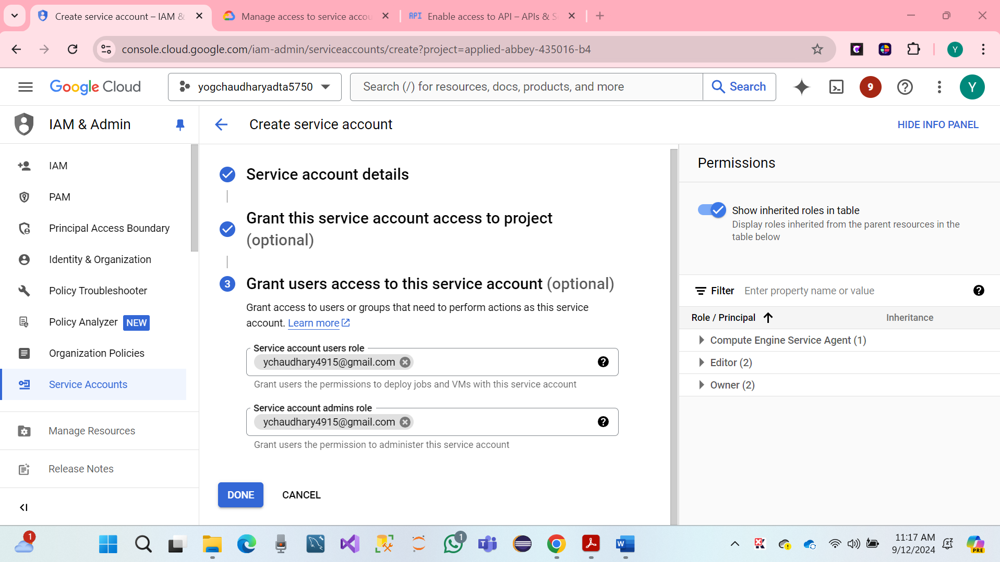 Create service account – IAM &
Manage access to service accou
API Enable access to API – APIs & S
console.cloud.google.com/iam-admin/serviceaccounts/create?project=applied-abbey-435016-b4
Y
Google Cloud
yogchaudharyadta5750
Search (/) for resources, docs, products, and more
Search
9
Y
IAM & Admin
Create service account
HIDE INFO PANEL
IAM
PAM
Principal Access Boundary
Identity & Organization
Policy Troubleshooter
Policy Analyzer NEW
Organization Policies
Service Accounts
Manage Resources
Release Notes
Service account details
Grant this service account access to project
(optional)
3 Grant users access to this service account (optional)
Grant access to users or groups that need to perform actions as this service
account. Learn more
Service account users role
ychaudhary4915@gmail.com
Grant users the permissions to deploy jobs and VMs with this service account
Service account admins role
ychaudhary4915@gmail.com
Grant users the permission to administer this service account
DONE CANCEL
Permissions
Show inherited roles in table
Display roles inherited from the parent resources in the
table below
Filter Enter property name or value
Role / Principal Inheritance
Compute Engine Service Agent (1)
Editor (2)
Owner (2)
1
1
11:17 AM
9/12/2024
PRE